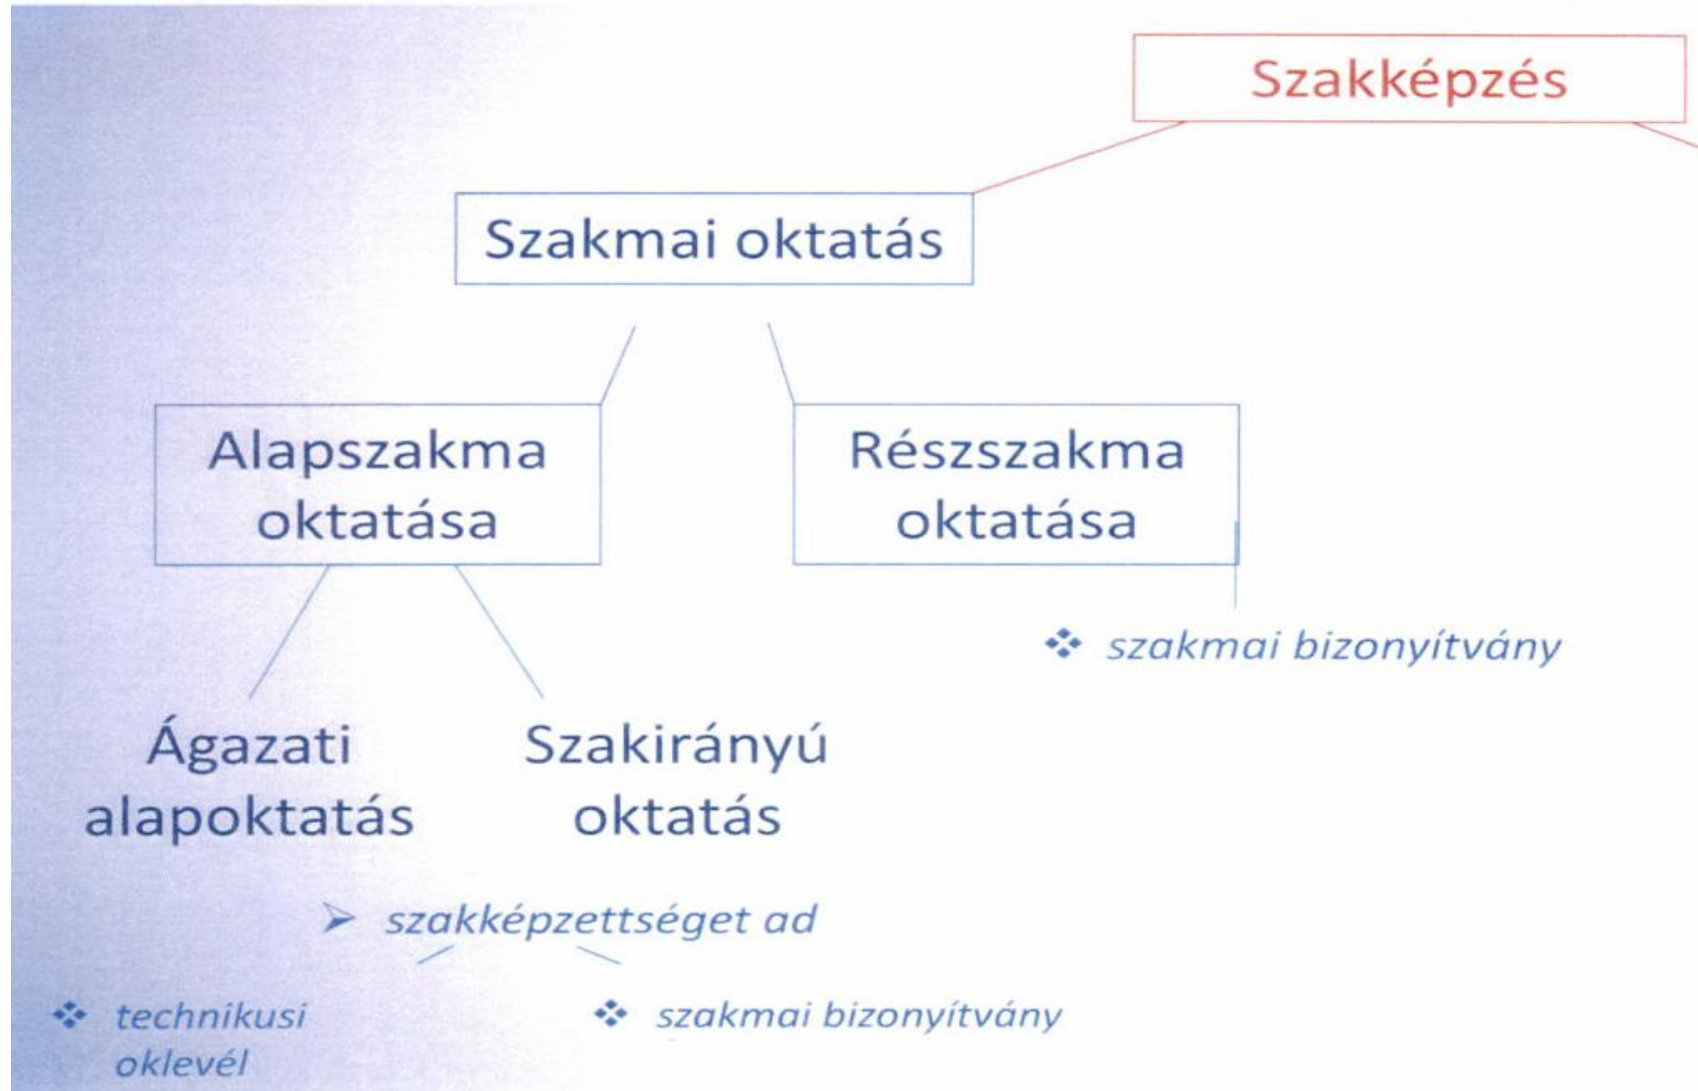 Szakképzés
Szakmai oktatás
Alapszakma
oktatása
Részszakma
oktatása
❖ szakmai bizonyítvány
Ágazati
alapoktatás
Szakirányú
oktatás
➢ szakképzettséget ad
❖ technikusi
oklevél
❖ szakmai bizonyítvány